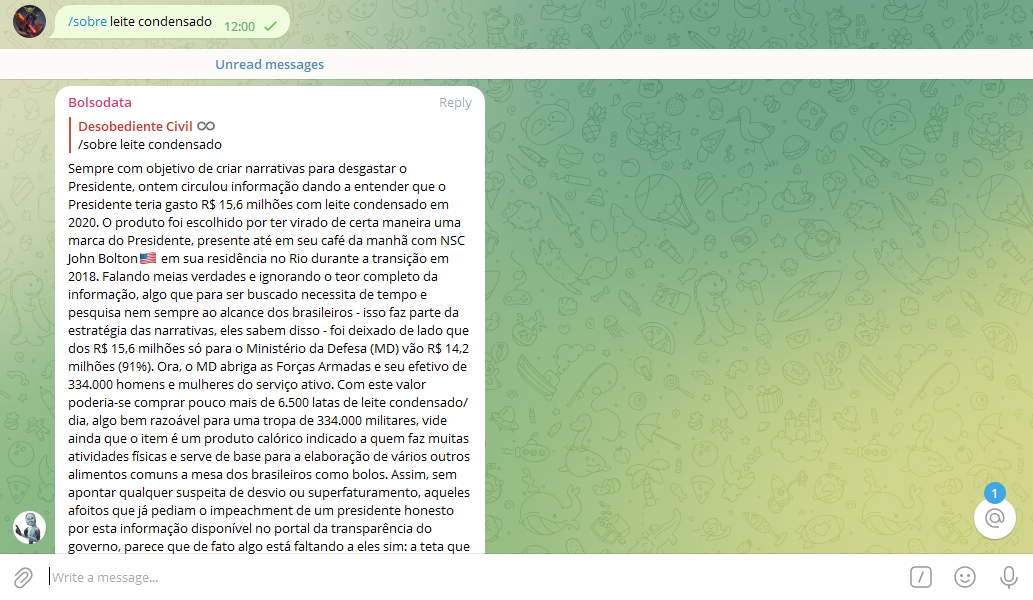 /sobre leite condensado
12:00
Unread messages
Bolsodata
Reply
Desobediente Civil
/sobre leite condensado
Sempre com objetivo de criar narrativas para desgastar o
Presidente, ontem circulou informação dando a entender que o
Presidente teria gasto R$ 15,6 milhões com leite condensado em
2020. O produto foi escolhido por ter virado de certa maneira uma
marca do Presidente, presente até em seu café da manhã com NSC
John Bolton🇺🇸 em sua residência no Rio durante a transição em
2018. Falando meias verdades e ignorando o teor completo da
informação, algo que para ser buscado necessita de tempo e
pesquisa nem sempre ao alcance dos brasileiros - isso faz parte da
estratégia das narrativas, eles sabem disso - foi deixado de lado que
dos R$ 15,6 milhões só para o Ministério da Defesa (MD) vão R$ 14,2
milhões (91%). Ora, o MD abriga as Forças Armadas e seu efetivo de
334.000 homens e mulheres do serviço ativo. Com este valor
poderia-se comprar pouco mais de 6.500 latas de leite condensado/
dia, algo bem razoável para uma tropa de 334.000 militares, vide
ainda que o item é um produto calórico indicado a quem faz muitas
atividades físicas e serve de base para a elaboração de vários outros
alimentos comuns a mesa dos brasileiros como bolos. Assim, sem
apontar qualquer suspeita de desvio ou superfaturamento, aqueles
afoitos que já pediam o impeachment de um presidente honesto
por esta informação disponível no portal da transparência do
governo, parece que de fato algo está faltando a eles sim: a teta que
1
@
Write a message...
/